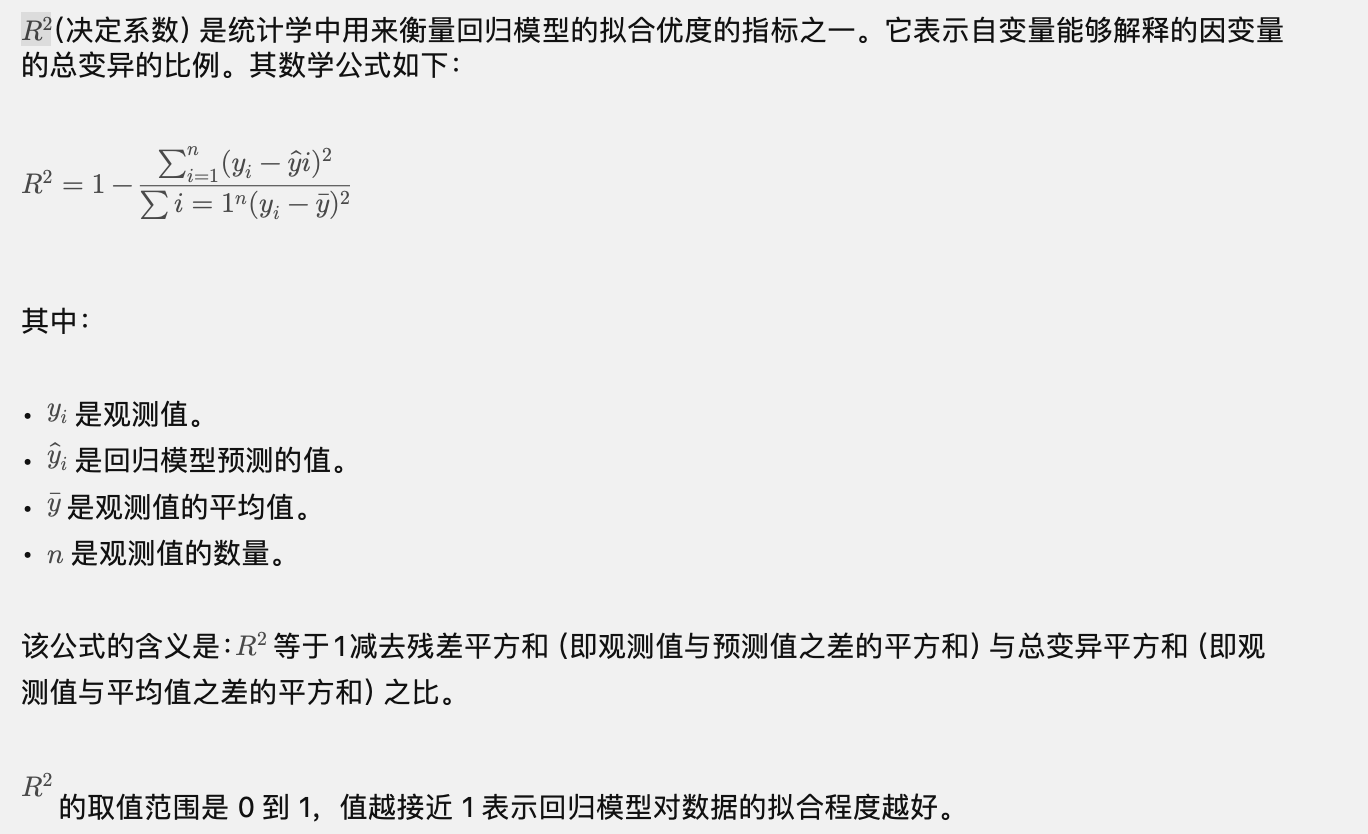 R²(决定系数) 是统计学中用来衡量回归模型的拟合优度的指标之一。它表示自变量能够解释的因变量
的总变异的比例。其数学公式如下:
R² = 1 − \frac{\sum_{i=1}^{n}(y_i − \hat{y}i)^2}{\sum i = 1^n(y_i − \bar{y})^2}
其中:
• y_i 是观测值。
• \hat{y}_i 是回归模型预测的值。
• \bar{y} 是观测值的平均值。
• n 是观测值的数量。
该公式的含义是: R² 等于1减去残差平方和 (即观测值与预测值之差的平方和) 与总变异平方和 (即观
测值与平均值之差的平方和) 之比。
R² 的取值范围是 0 到 1, 值越接近 1 表示回归模型对数据的拟合程度越好。